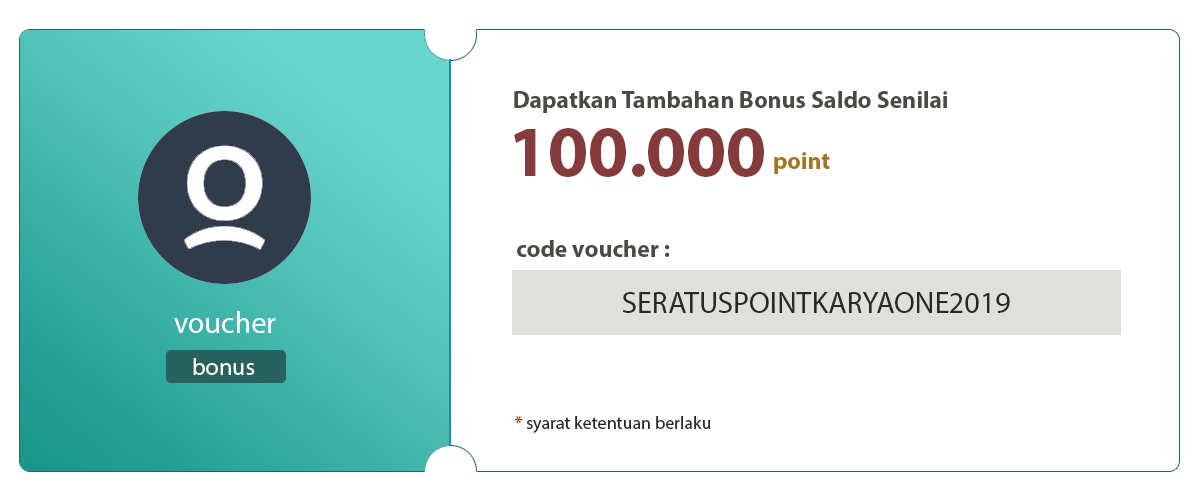 voucher
bonus
Dapatkan Tambahan Bonus Saldo Senilai
100.000 point
code voucher :
SERATUSPOINTKARYAONE2019
* syarat ketentuan berlaku